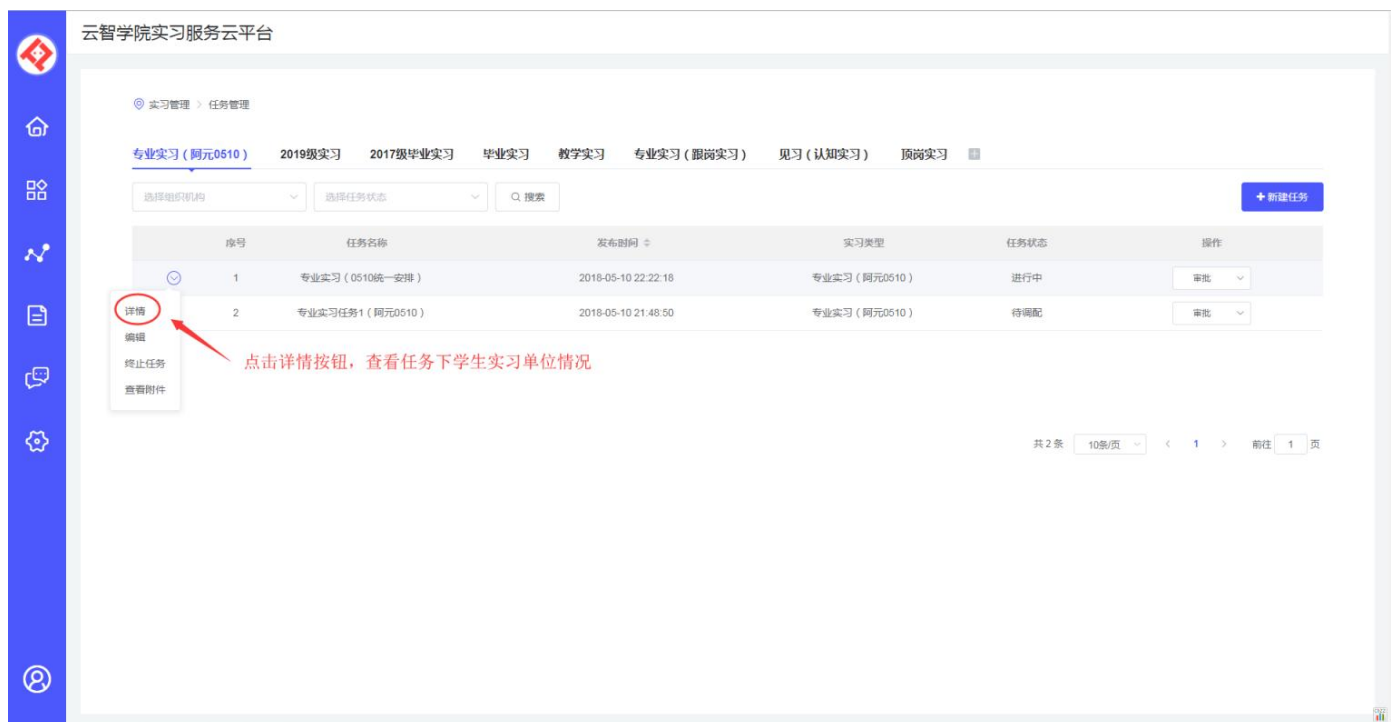 云智学院实习服务云平台
实习管理 > 任务管理
专业实习（阿元0510） 2019级实习 2017级毕业实习 毕业实习 教学实习 专业实习（跟岗实习） 见习（认知实习） 顶岗实习
选择组织机构 选择任务状态 搜索 +新建任务
序号 任务名称 发布时间 实习类型 任务状态 操作
1 专业实习（0510统一安排） 2018-05-10 22:22:18 专业实习（阿元0510） 进行中 审批
2 专业实习任务1（阿元0510） 2018-05-10 21:48:50 专业实习（阿元0510） 待调配 审批
详情
编辑
终止任务
查看附件
点击详情按钮，查看任务下学生实习单位情况
共 2 条 10条/页 < 1 > 前往 1 页